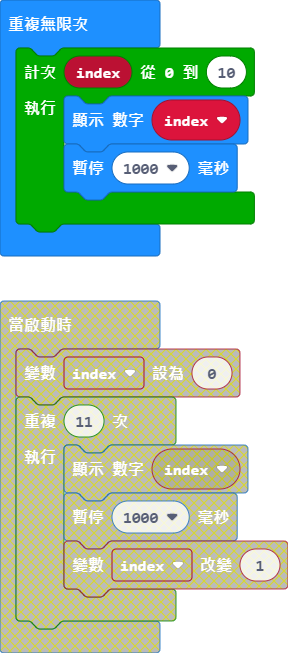 重複無限次
計次 index 從 0 到 10
執行
顯示 數字 index
暫停 1000 毫秒
當啟動時
變數 index 設為 0
重複 11 次
執行
顯示 數字 index
暫停 1000 毫秒
變數 index 改變 1